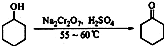 OH
O
Na₂Cr₂O₇, H₂SO₄
55~60℃